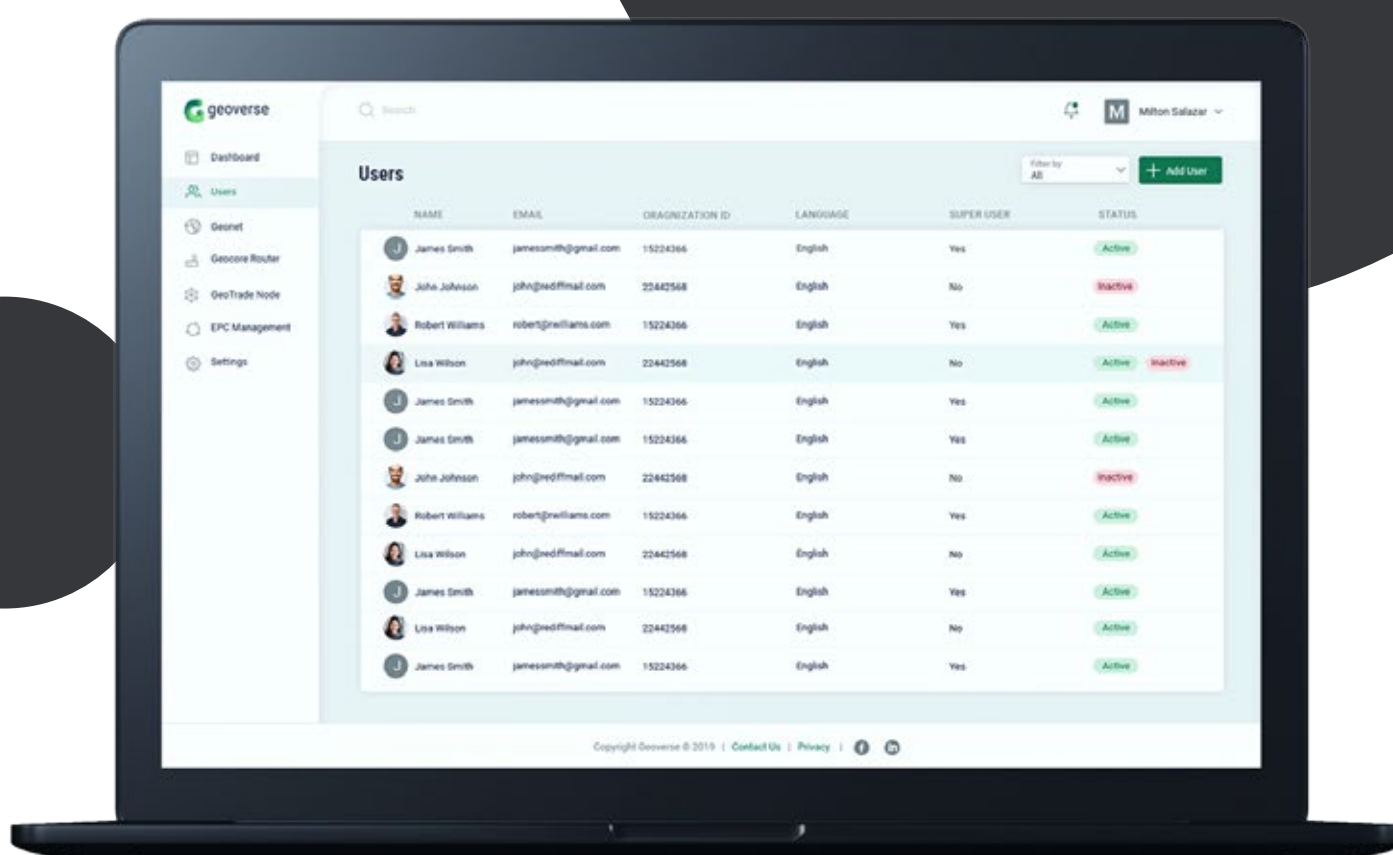 geoverse
Search
M Milton Salazar
Dashboard
Users
Geonet
Geocore Router
GeoTrade Node
EPC Management
Settings
Users
Filter by
All
+ Add User
NAME EMAIL ORAGNIZATION ID LANGUAGE SUPER USER STATUS
J James Smith jamessmith@gmail.com 15224366 English Yes Active
John Johnson john@rediffmail.com 22442568 English No Inactive
Robert Williams robert@rwilliams.com 15224366 English Yes Active
Lisa Wilson john@rediffmail.com 22442568 English No Active Inactive
J James Smith jamessmith@gmail.com 15224366 English Yes Active
J James Smith jamessmith@gmail.com 15224366 English Yes Active
John Johnson john@rediffmail.com 22442568 English No Inactive
Robert Williams robert@rwilliams.com 15224366 English Yes Active
Lisa Wilson john@rediffmail.com 22442568 English No Active
J James Smith jamessmith@gmail.com 15224366 English Yes Active
Lisa Wilson john@rediffmail.com 22442568 English No Active
J James Smith jamessmith@gmail.com 15224366 English Yes Active
Copyright Geoverse © 2019 | Contact Us | Privacy | f in